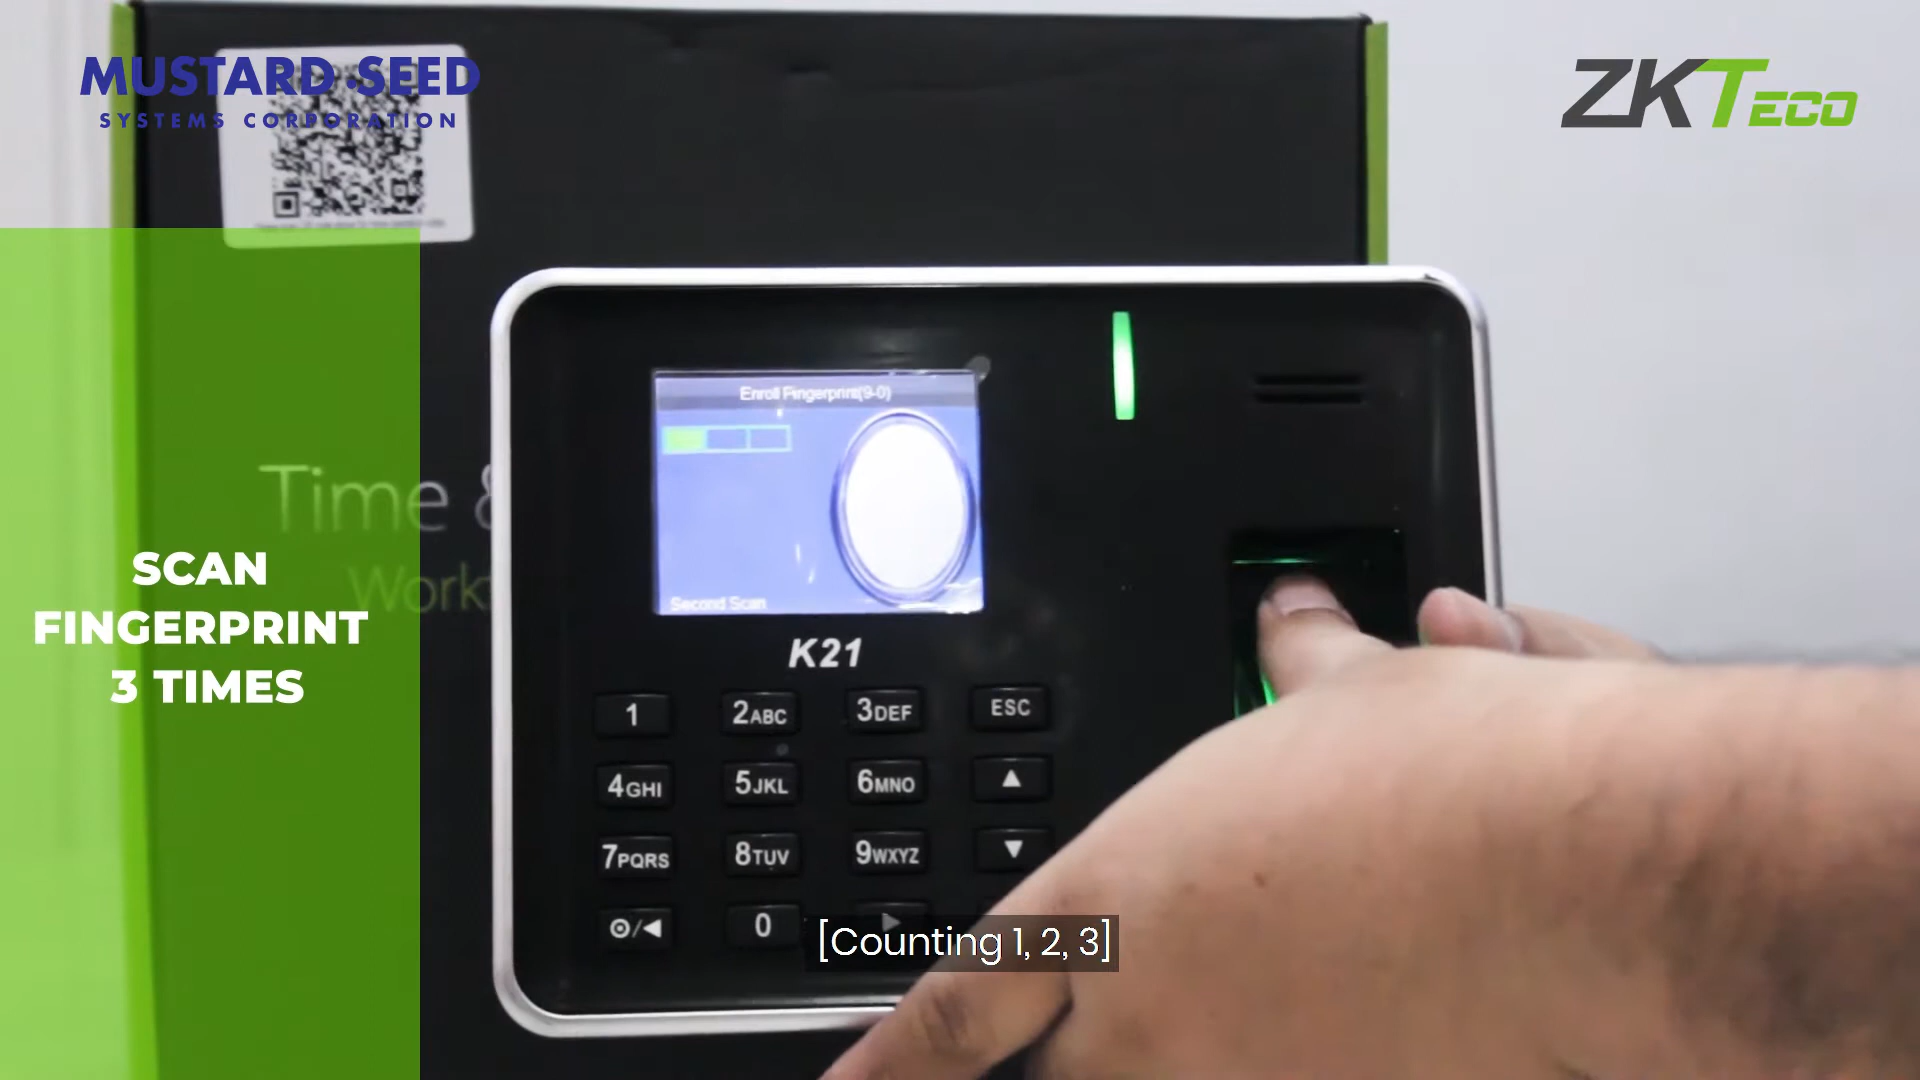 MUSTARD·SEED
SYSTEMS CORPORATION
ZKTECO
Time &
Work
SCAN
FINGERPRINT
3 TIMES
Enroll Fingerprint(9-0)
Second Scan
K21
1 2ABC 3DEF ESC
4GHI 5JKL 6MNO ▲
7PQRS 8TUV 9WXYZ ▼
⊙/◀ 0 ▶
[Counting 1, 2, 3]